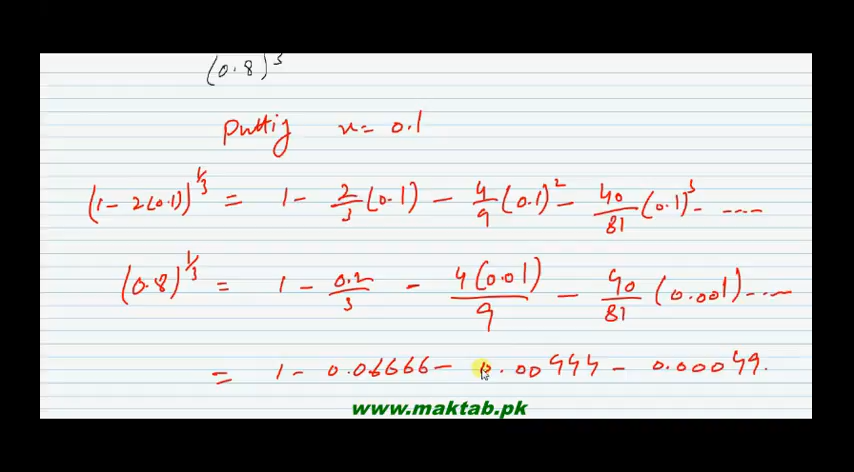 (0.8)^3
Putting x = 0.1
(1 - 2(0.1))^1/3 = 1 - 2/3 (0.1) - 4/9 (0.1)^2 - 40/81 (0.1)^3 - ....
(0.8)^1/3 = 1 - 0.2/3 - 4(0.01)/9 - 40/81 (0.001) ....
= 1 - 0.06666 - 0.00444 - 0.00049.
www.maktab.pk